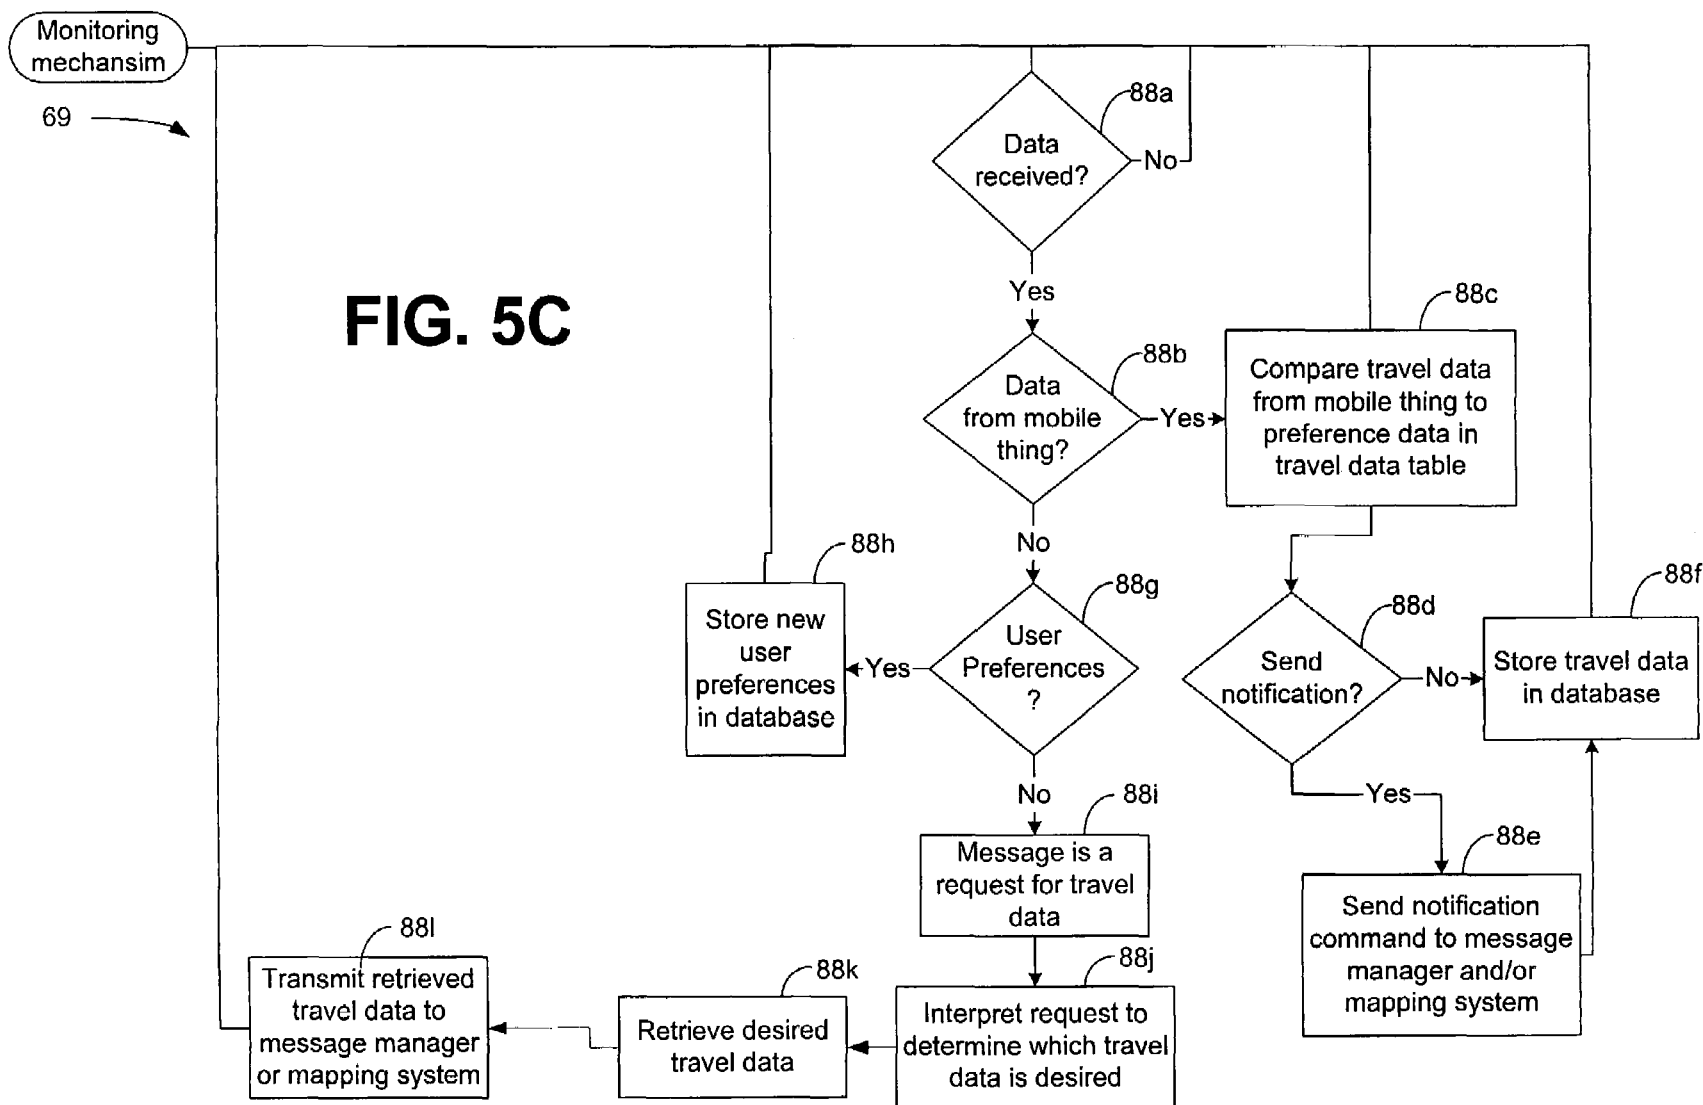 Monitoring
mechansim
69
88a
Data
received?
No
Yes
FIG. 5C
88b
Data
from mobile
thing?
Yes
88c
Compare travel data
from mobile thing to
preference data in
travel data table
No
88h
Store new
user
preferences
in database
Yes
88g
User
Preferences
?
88d
Send
notification?
No
88f
Store travel data
in database
No
Yes
88i
Message is a
request for travel
data
88e
Send notification
command to message
manager and/or
mapping system
88l
Transmit retrieved
travel data to
message manager
or mapping system
88k
Retrieve desired
travel data
88j
Interpret request to
determine which travel
data is desired